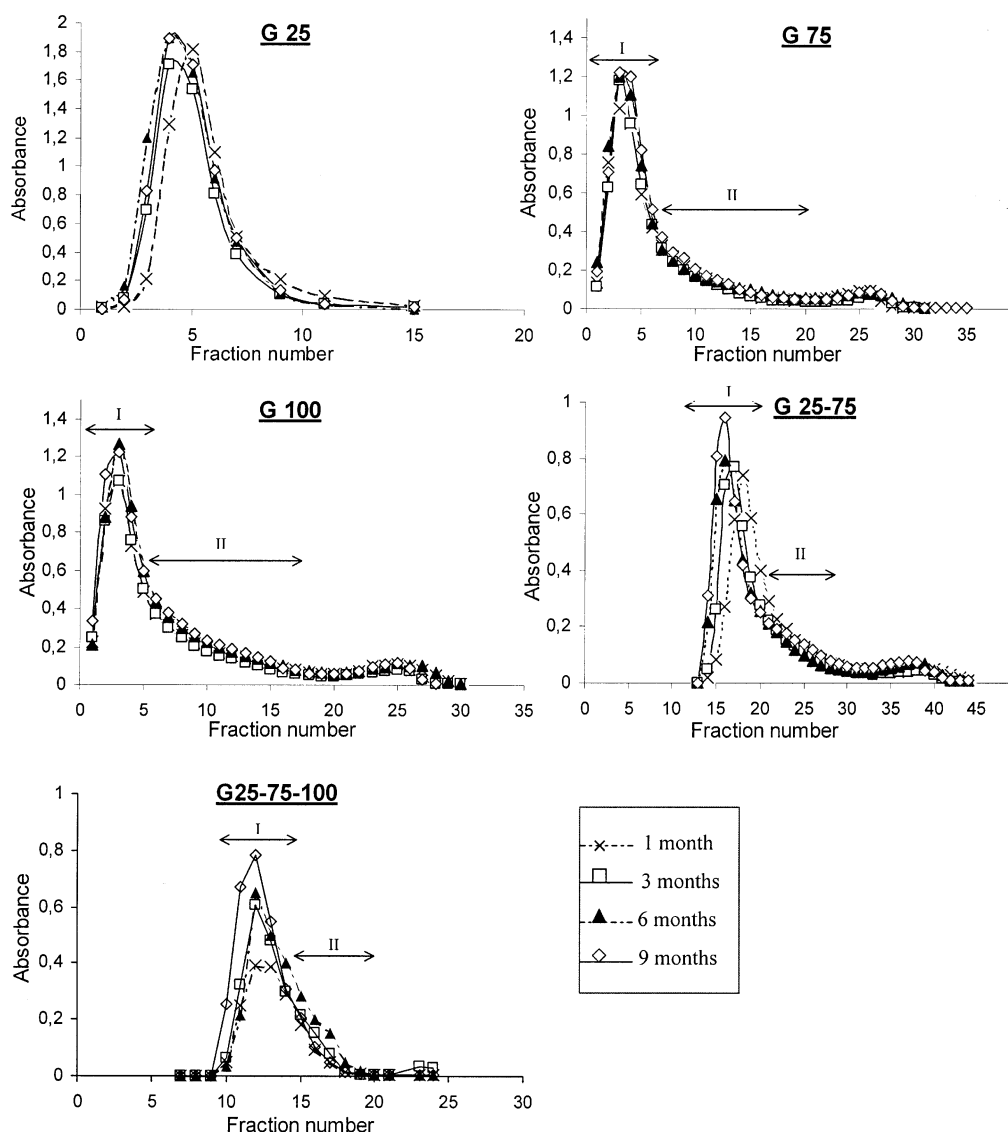 G 25
2
1,8
1,6
1,4
1,2
1
0,8
0,6
0,4
0,2
0
Absorbance
0 5 10 15 20
Fraction number
G 75
I
II
1,4
1,2
1
0,8
0,6
0,4
0,2
0
Absorbance
0 5 10 15 20 25 30 35
Fraction number
G 100
I
II
1,4
1,2
1
0,8
0,6
0,4
0,2
0
Absorbance
0 5 10 15 20 25 30 35
Fraction number
G 25-75
I
II
1
0,8
0,6
0,4
0,2
0
Absorbance
0 5 10 15 20 25 30 35 40 45
Fraction number
G25-75-100
I
II
1
0,8
0,6
0,4
0,2
0
Absorbance
0 5 10 15 20 25 30
Fraction number
1 month
3 months
6 months
9 months